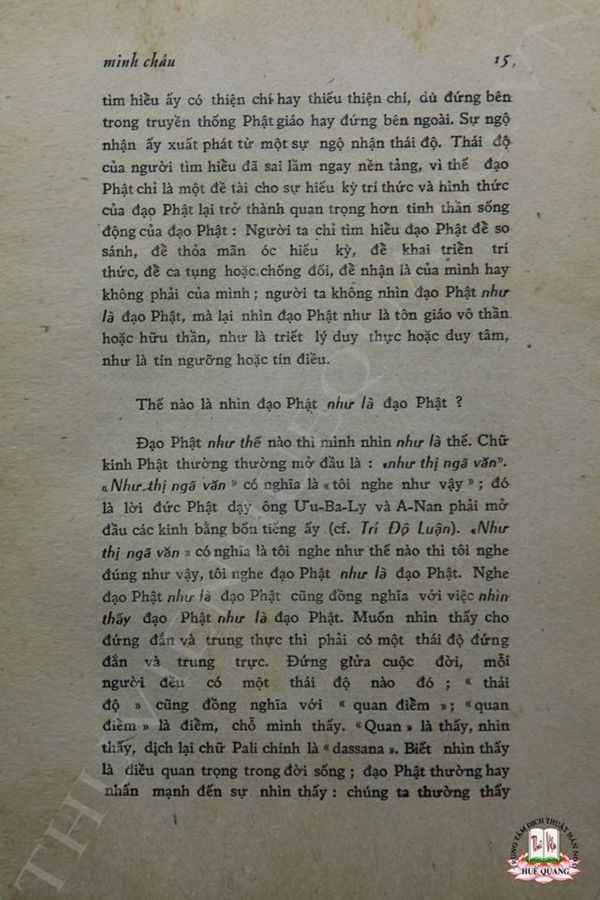 minh châu 15,
tìm hiểu ấy có thiện chí hay thiếu thiện chí, dù đứng bên
trong truyền thống Phật giáo hay đứng bên ngoài. Sự ngộ
nhận ấy xuất phát từ một sự ngộ nhận thái độ. Thái độ
của người tìm hiểu đã sai lầm ngay nền tảng, vì thế đạo
Phật chỉ là một đề tài cho sự hiếu kỳ trí thức và hình thức
của đạo Phật lại trở thành quan trọng hơn tinh thần sống
động của đạo Phật : Người ta chỉ tìm hiểu đạo Phật để so
sánh, để thỏa mãn óc hiếu kỳ, để khai triển trí
thức, để ca tụng hoặc chống đối, để nhận là của mình hay
không phải của mình ; người ta không nhìn đạo Phật như
là đạo Phật, mà lại nhìn đạo Phật như là tôn giáo vô thần
hoặc hữu thần, như là triết lý duy thực hoặc duy tâm,
như là tín ngưỡng hoặc tín điều.
Thế nào là nhìn đạo Phật như là đạo Phật ?
Đạo Phật như thế nào thì mình nhìn như là thế. Chữ
kinh Phật thường thường mở đầu là : «như thị ngã văn».
«Như thị ngã văn» có nghĩa là «tôi nghe như vậy» ; đó
là lời đức Phật dạy ông Ưu-Ba-Ly và A-Nan phải mở
đầu các kinh bằng bốn tiếng ấy (cf. Trí Độ Luận). «Như
thị ngã văn» có nghĩa là tôi nghe như thế nào thì tôi nghe
đúng như vậy, tôi nghe đạo Phật như là đạo Phật. Nghe
đạo Phật như là đạo Phật cũng đồng nghĩa với việc nhìn
thấy đạo Phật như là đạo Phật. Muốn nhìn thấy cho
đứng đắn và trung thực thì phải có một thái độ đứng
đắn và trung trực. Đứng giữa cuộc đời, mỗi
người đều có một thái độ nào đó ; « thái
độ » cũng đồng nghĩa với « quan điểm » ; «quan
điểm » là điểm, chỗ mình thấy. «Quan » là thấy, nhìn
thấy, dịch lại chữ Pali chính là « dassana ». Biết nhìn thấy
là điều quan trọng trong đời sống ; đạo Phật thường hay
nhấn mạnh đến sự nhìn thấy : chúng ta thường thấy
TRUNG TÂM DỊCH THUẬT HÁN NÔM
HUỆ QUANG